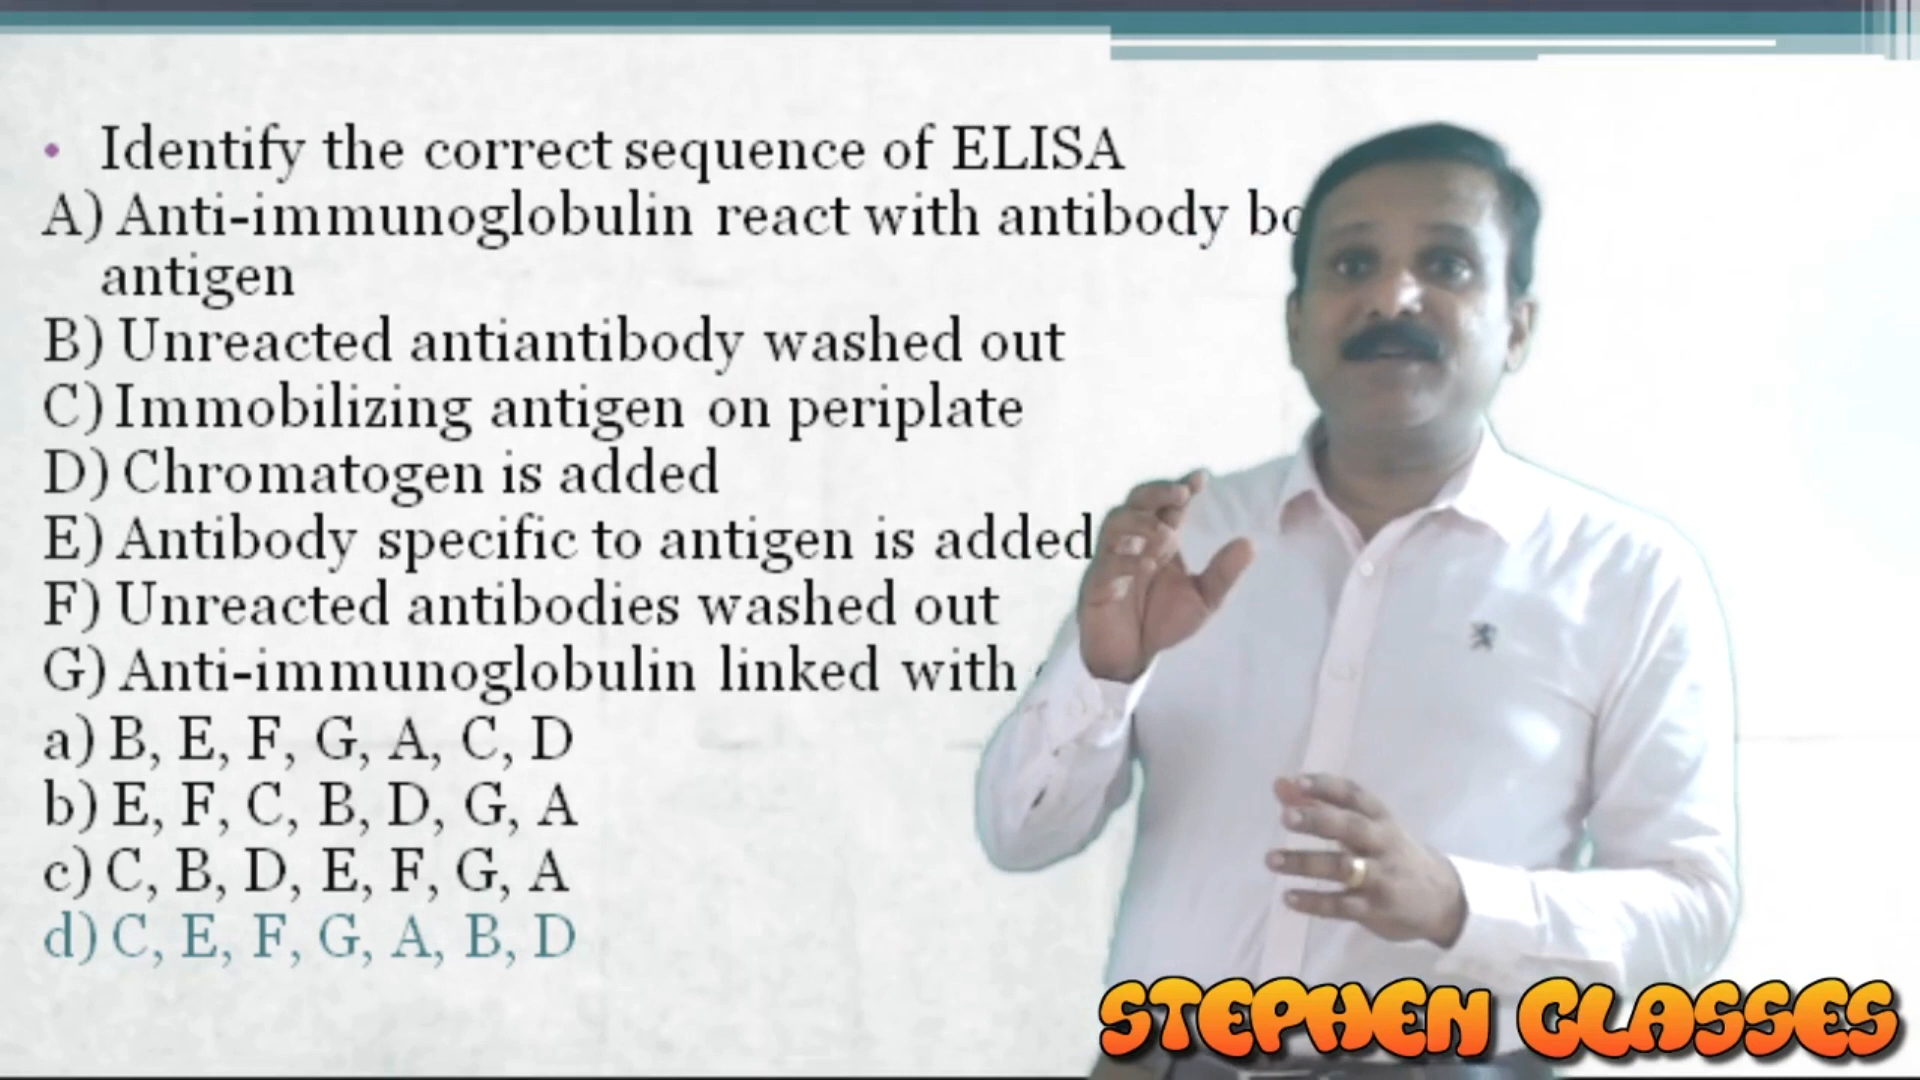 • Identify the correct sequence of ELISA
A) Anti-immunoglobulin react with antibody
antigen
B) Unreacted antiantibody washed out
C) Immobilizing antigen on periplate
D) Chromatogen is added
E) Antibody specific to antigen is added
F) Unreacted antibodies washed out
G) Anti-immunoglobulin linked with
a) B, E, F, G, A, C, D
b) E, F, C, B, D, G, A
c) C, B, D, E, F, G, A
d) C, E, F, G, A, B, D
STEPHEN CLASSES